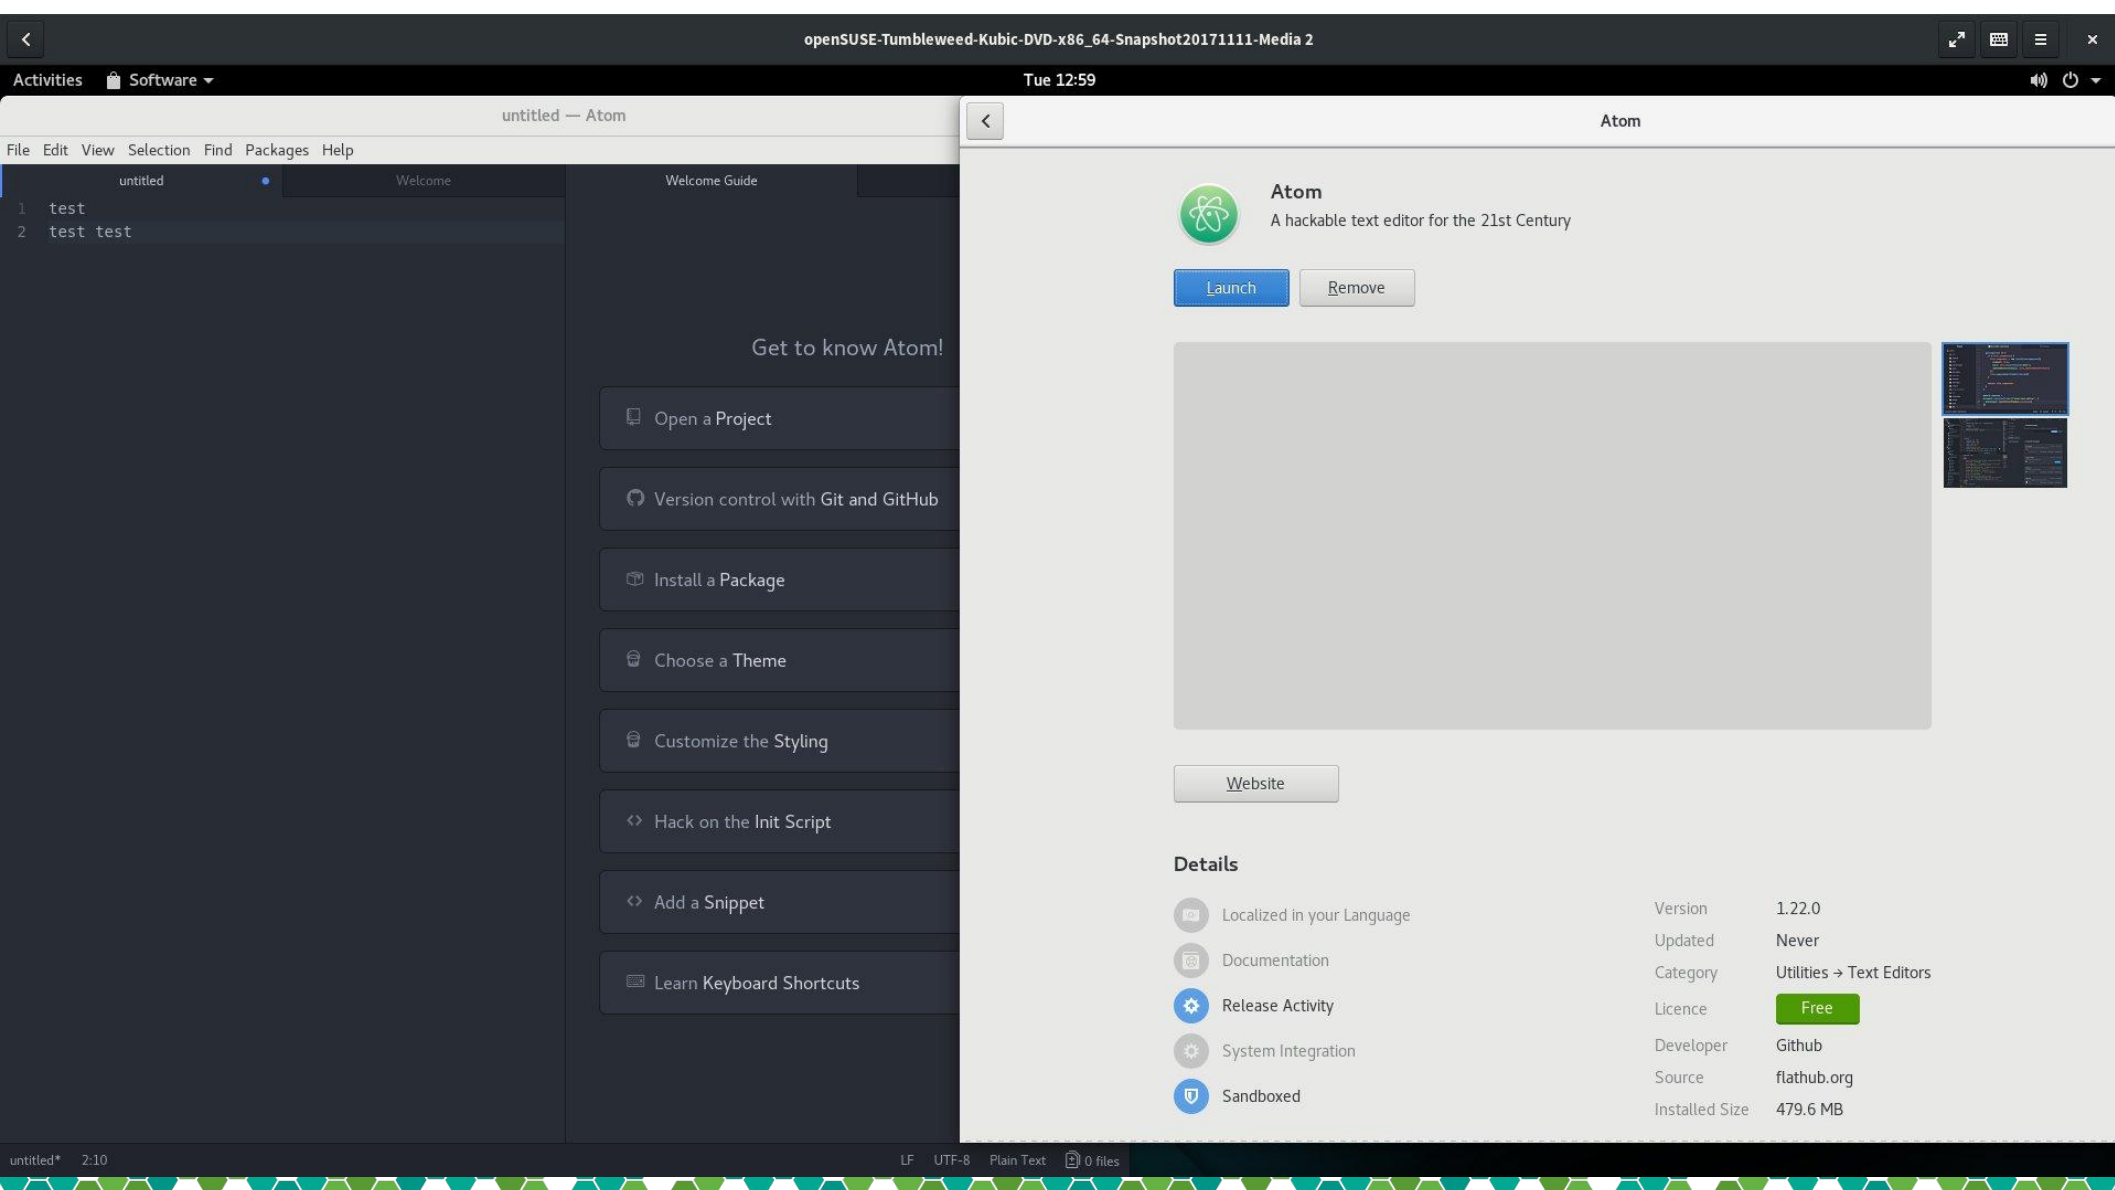 openSUSE-Tumbleweed-Kubic-DVD-x86_64-Snapshot20171111-Media 2
Activities Software Tue 12:59
untitled — Atom
File Edit View Selection Find Packages Help
untitled Welcome Welcome Guide
1 test
2 test test
Get to know Atom!
Open a Project
Version control with Git and GitHub
Install a Package
Choose a Theme
Customize the Styling
Hack on the Init Script
Add a Snippet
Learn Keyboard Shortcuts
untitled* 2:10 LF UTF-8 Plain Text 0 files
Atom
Atom
A hackable text editor for the 21st Century
Launch Remove
Website
Details
Localized in your Language
Documentation
Release Activity
System Integration
Sandboxed
Version 1.22.0
Updated Never
Category Utilities → Text Editors
Licence Free
Developer Github
Source flathub.org
Installed Size 479.6 MB